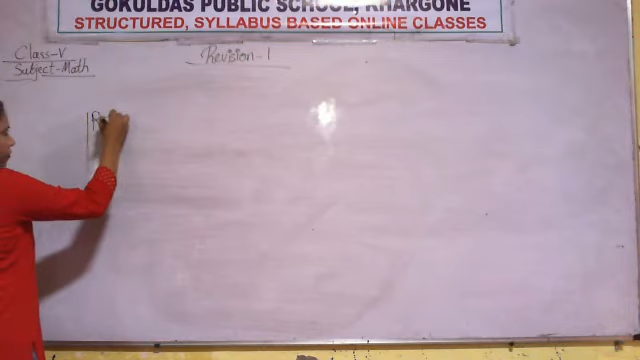 GOKULDAS PUBLIC SCHOOL, KHARGONE
STRUCTURED, SYLLABUS BASED ONLINE CLASSES
Class-V
Subject-Math
Revision-1
R